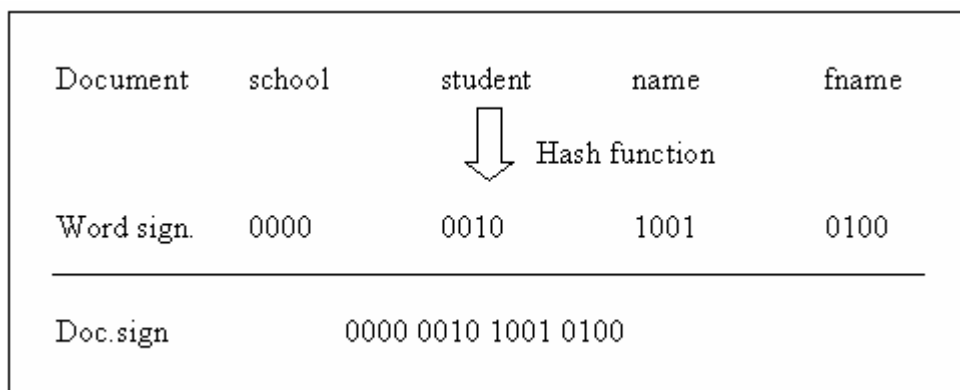 Document school student name fname
Hash function
Word sign. 0000 0010 1001 0100
Doc.sign 0000 0010 1001 0100